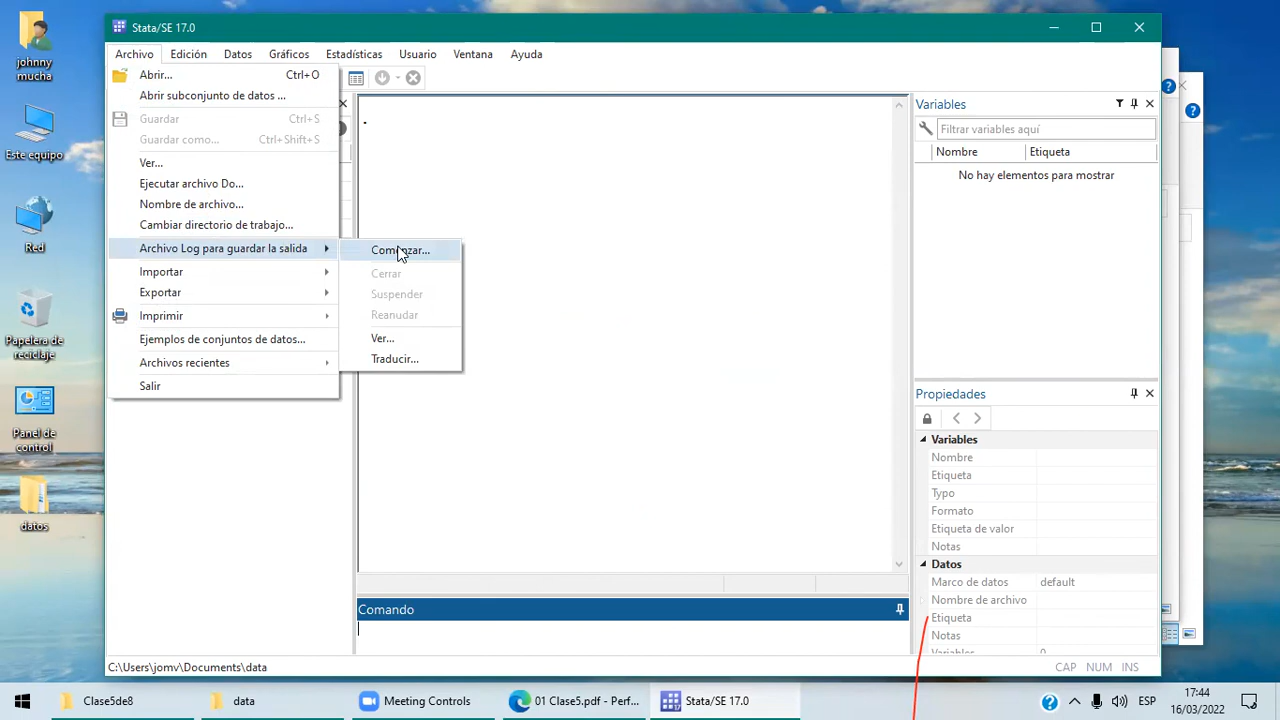 johnny
mucha
Este equipo
Red
Papelera de
reciclaje
Panel de
control
datos
Stata/SE 17.0
Archivo Edición Datos Gráficos Estadísticas Usuario Ventana Ayuda
Abrir... Ctrl+O
Abrir subconjunto de datos ...
Guardar Ctrl+S
Guardar como... Ctrl+Shift+S
Ver...
Ejecutar archivo Do...
Nombre de archivo...
Cambiar directorio de trabajo...
Archivo Log para guardar la salida
Importar
Exportar
Imprimir
Ejemplos de conjuntos de datos...
Archivos recientes
Salir
Comenzar...
Cerrar
Suspender
Reanudar
Ver...
Traducir...
.
Variables
Filtrar variables aquí
Nombre Etiqueta
No hay elementos para mostrar
Propiedades
Variables
Nombre
Etiqueta
Typo
Formato
Etiqueta de valor
Notas
Datos
Marco de datos default
Nombre de archivo
Etiqueta
Notas
Variables 0
Comando
C:\Users\jomv\Documents\data
CAP NUM INS
Clase5de8
data
Meeting Controls
01 Clase5.pdf - Perf...
Stata/SE 17.0
ESP
17:44
16/03/2022